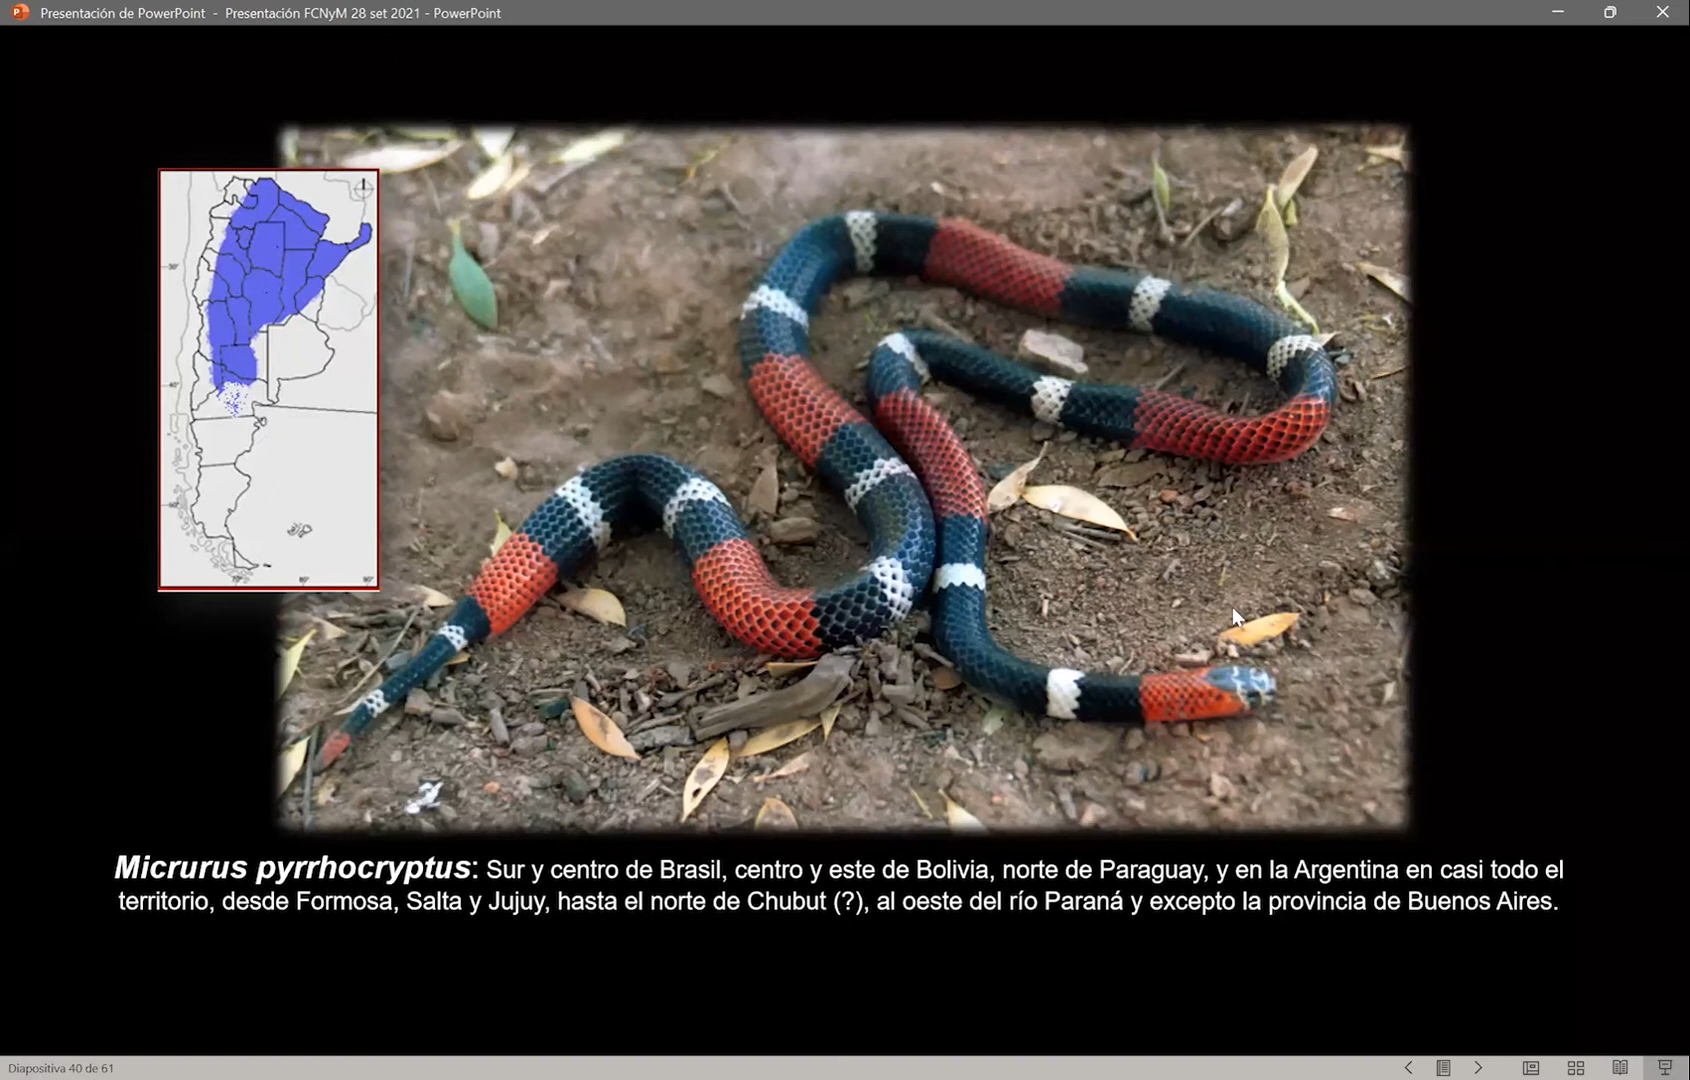 Presentación de PowerPoint - Presentación FCNyM 28 set 2021 - PowerPoint
Micrurus pyrrhocryptus: Sur y centro de Brasil, centro y este de Bolivia, norte de Paraguay, y en la Argentina en casi todo el
territorio, desde Formosa, Salta y Jujuy, hasta el norte de Chubut (?), al oeste del río Paraná y excepto la provincia de Buenos Aires.
Diapositiva 40 de 61